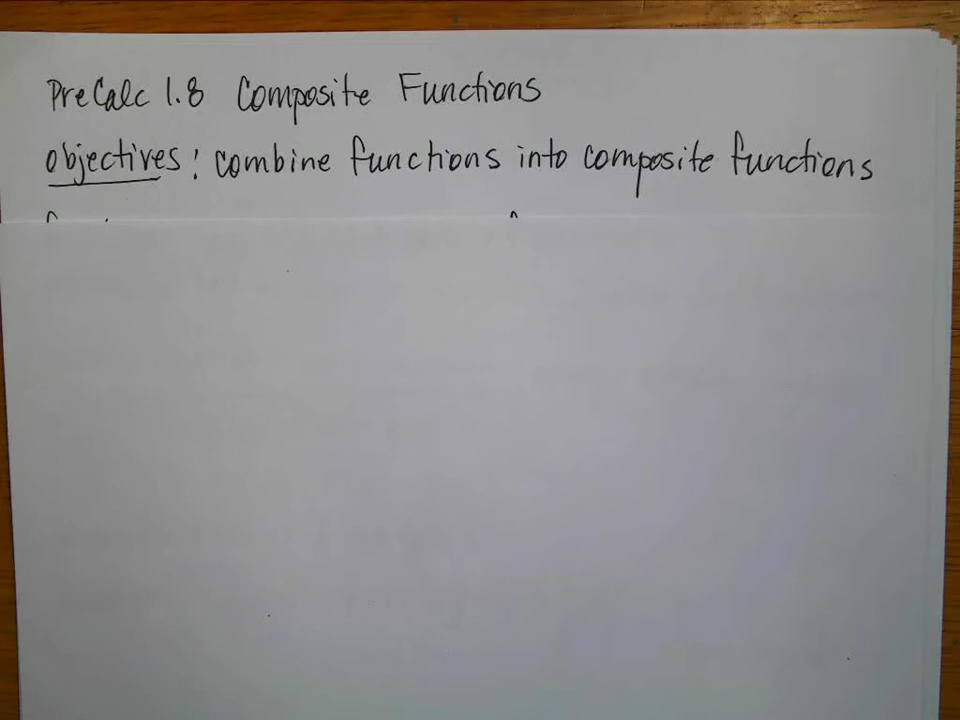 PreCalc 1.8 Composite Functions
objectives: combine functions into composite functions